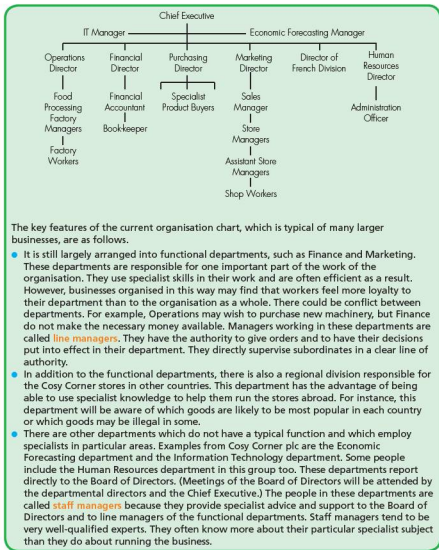 Chief Executive
IT Manager Economic Forecasting Manager
Operations Director
Financial Director
Purchasing Director
Marketing Director
Director of French Division
Human Resources Director
Food Processing Factory Managers
Financial Accountant
Specialist Product Buyers
Sales Manager
Administration Officer
Book-keeper
Store Managers
Factory Workers
Assistant Store Managers
Shop Workers
The key features of the current organisation chart, which is typical of many larger
businesses, are as follows.
● It is still largely arranged into functional departments, such as Finance and Marketing.
These departments are responsible for one important part of the work of the
organisation. They use specialist skills in their work and are often efficient as a result.
However, businesses organised in this way may find that workers feel more loyalty to
their department than to the organisation as a whole. There could be conflict between
departments. For example, Operations may wish to purchase new machinery, but Finance
do not make the necessary money available. Managers working in these departments are
called line managers. They have the authority to give orders and to have their decisions
put into effect in their department. They directly supervise subordinates in a clear line of
authority.
● In addition to the functional departments, there is also a regional division responsible for
the Cosy Corner stores in other countries. This department has the advantage of being
able to use specialist knowledge to help them run the stores abroad. For instance, this
department will be aware of which goods are likely to be most popular in each country
or which goods may be illegal in some.
● There are other departments which do not have a typical function and which employ
specialists in particular areas. Examples from Cosy Corner plc are the Economic
Forecasting department and the Information Technology department. Some people
include the Human Resources department in this group too. These departments report
directly to the Board of Directors. (Meetings of the Board of Directors will be attended by
the departmental directors and the Chief Executive.) The people in these departments are
called staff managers because they provide specialist advice and support to the Board of
Directors and to line managers of the functional departments. Staff managers tend to be
very well-qualified experts. They often know more about their particular specialist subject
than they do about running the business.